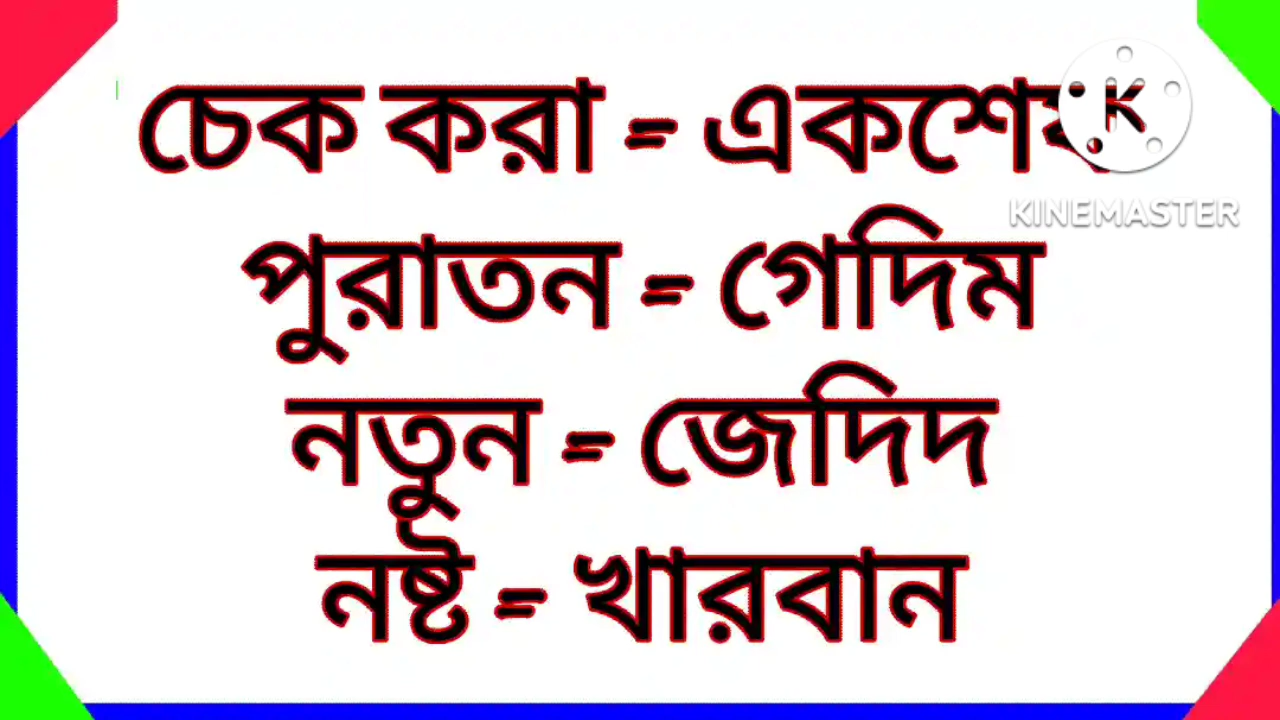 চেক করা = 
KINEMASTER
পুরাতন = গেদিম
নতুন = জেদিদ
নষ্ট = খারবান